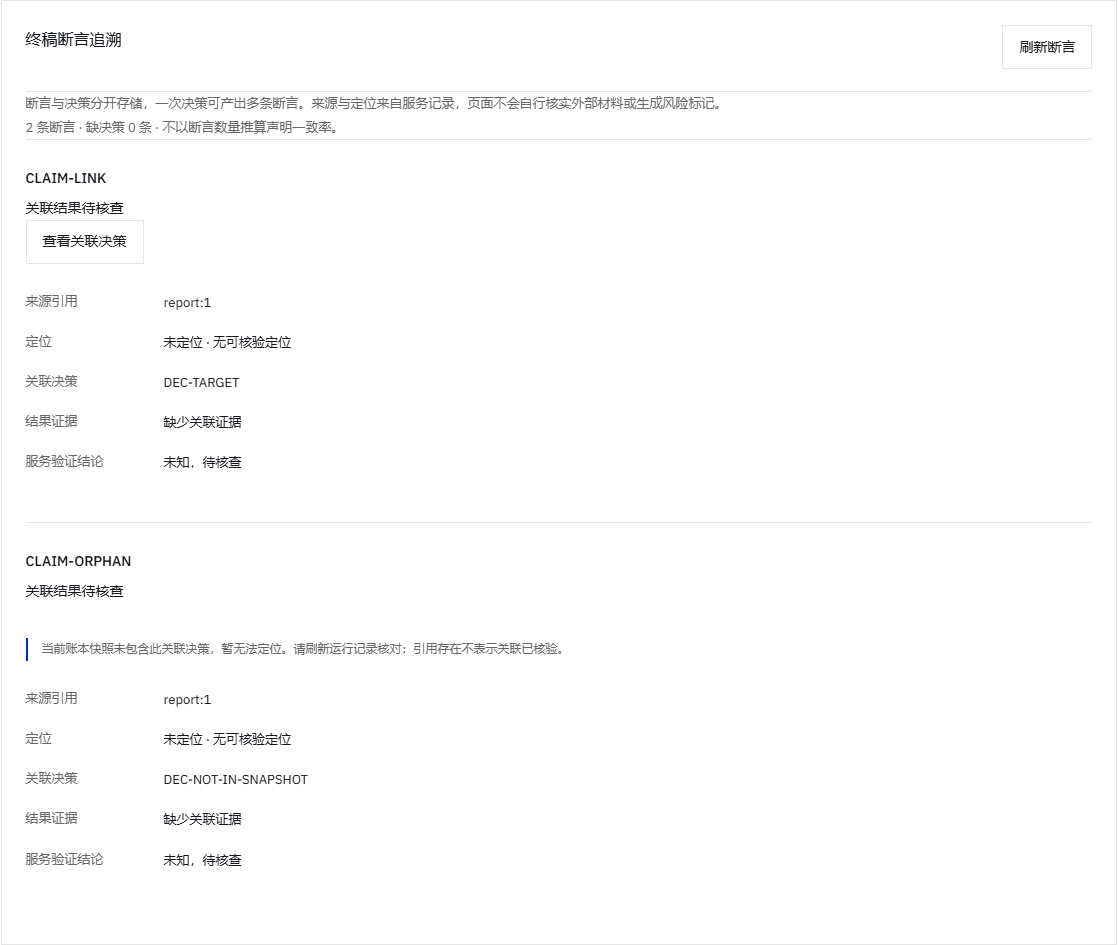 终稿断言追溯
刷新断言
断言与决策分开存储，一次决策可产出多条断言。来源与定位来自服务记录，页面不会自行核实外部材料或生成风险标记。
2 条断言 · 缺决策 0 条 · 不以断言数量推算声明一致率。
CLAIM-LINK
关联结果待核查
查看关联决策
来源引用 report:1
定位 未定位 · 无可核验定位
关联决策 DEC-TARGET
结果证据 缺少关联证据
服务验证结论 未知，待核查
CLAIM-ORPHAN
关联结果待核查
当前账本快照未包含此关联决策，暂无法定位。请刷新运行记录核对；引用存在不表示关联已核验。
来源引用 report:1
定位 未定位 · 无可核验定位
关联决策 DEC-NOT-IN-SNAPSHOT
结果证据 缺少关联证据
服务验证结论 未知，待核查